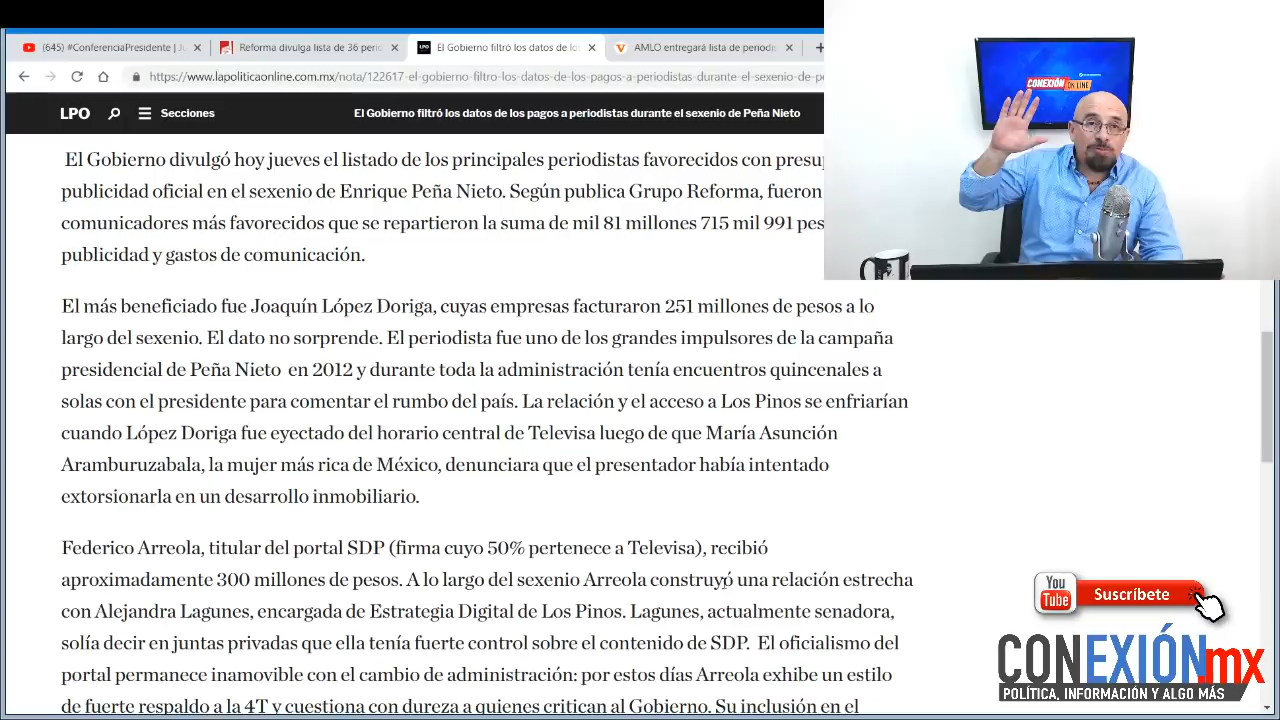 (645) #ConferenciaPresidente | Ju
Reforma divulga lista de 36 peri
El Gobierno filtró los datos de los
AMLO entregará lista de periodi
https://www.lapoliticaonline.com.mx/nota/122617-el-gobierno-filtro-los-datos-de-los-pagos-a-periodistas-durante-el-sexenio-de-pe
LPO
Secciones
El Gobierno filtró los datos de los pagos a periodistas durante el sexenio de Peña Nieto
CONEXIÓN
ON LINE
El Gobierno divulgó hoy jueves el listado de los principales periodistas favorecidos con presup
publicidad oficial en el sexenio de Enrique Peña Nieto. Según publica Grupo Reforma, fueron
comunicadores más favorecidos que se repartieron la suma de mil 81 millones 715 mil 991 pes
publicidad y gastos de comunicación.
El más beneficiado fue Joaquín López Doriga, cuyas empresas facturaron 251 millones de pesos a lo
largo del sexenio. El dato no sorprende. El periodista fue uno de los grandes impulsores de la campaña
presidencial de Peña Nieto en 2012 y durante toda la administración tenía encuentros quincenales a
solas con el presidente para comentar el rumbo del país. La relación y el acceso a Los Pinos se enfriarían
cuando López Doriga fue eyectado del horario central de Televisa luego de que María Asunción
Aramburuzabala, la mujer más rica de México, denunciara que el presentador había intentado
extorsionarla en un desarrollo inmobiliario.
Federico Arreola, titular del portal SDP (firma cuyo 50% pertenece a Televisa), recibió
aproximadamente 300 millones de pesos. A lo largo del sexenio Arreola construyó una relación estrecha
con Alejandra Lagunes, encargada de Estrategia Digital de Los Pinos. Lagunes, actualmente senadora,
solía decir en juntas privadas que ella tenía fuerte control sobre el contenido de SDP. El oficialismo del
portal permanece inamovible con el cambio de administración: por estos días Arreola exhibe un estilo
de fuerte respaldo a la 4T y cuestiona con dureza a quienes critican al Gobierno. Su inclusión en el
You
Tube
Suscríbete
CONEXIÓNmx
POLÍTICA, INFORMACIÓN Y ALGO MÁS